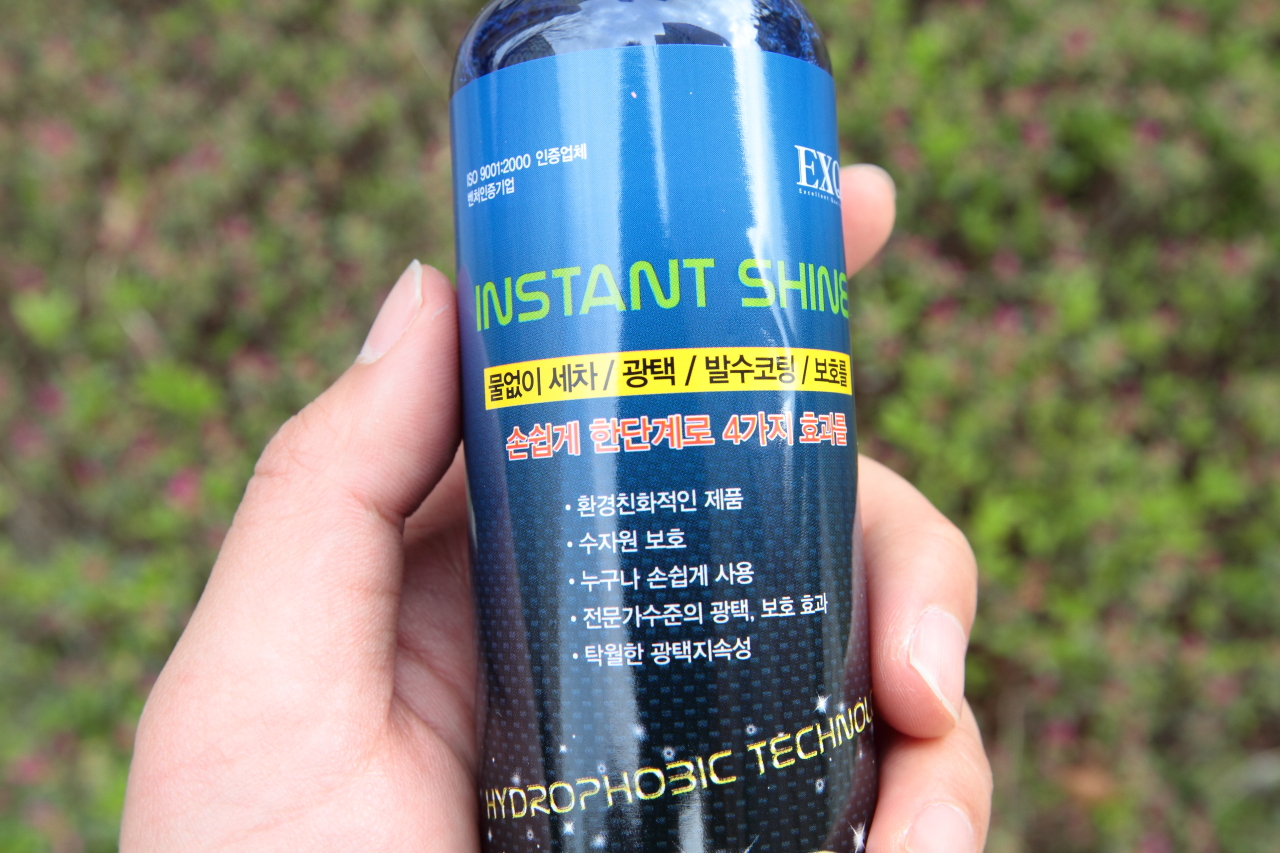 ISO 9001:2000 인증업체
벤처인증기업
EXQ
INSTANT SHINE
물없이 세차 / 광택 / 발수코팅 / 보호를
손쉽게 한단계로 4가지 효과를
• 환경친화적인 제품
• 수자원 보호
• 누구나 손쉽게 사용
• 전문가수준의 광택, 보호 효과
• 탁월한 광택지속성
HYDROPHOBIC TECHNOLO